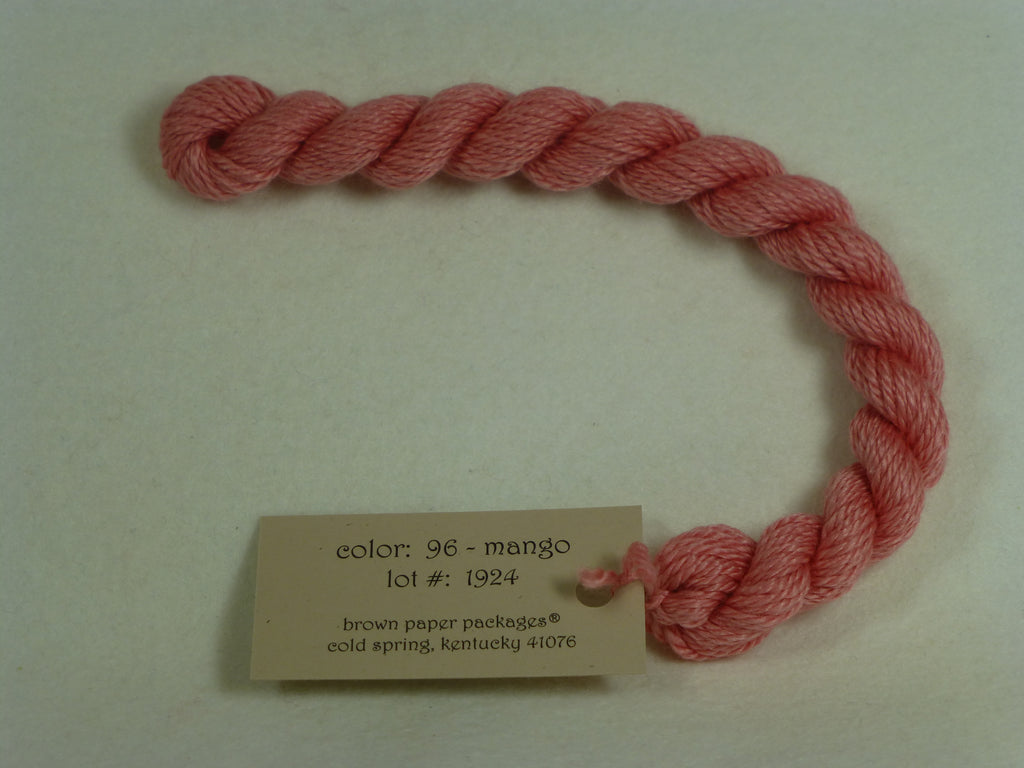 color: 96 - mango
lot #: 1924
brown paper packages®
cold spring, kentucky 41076